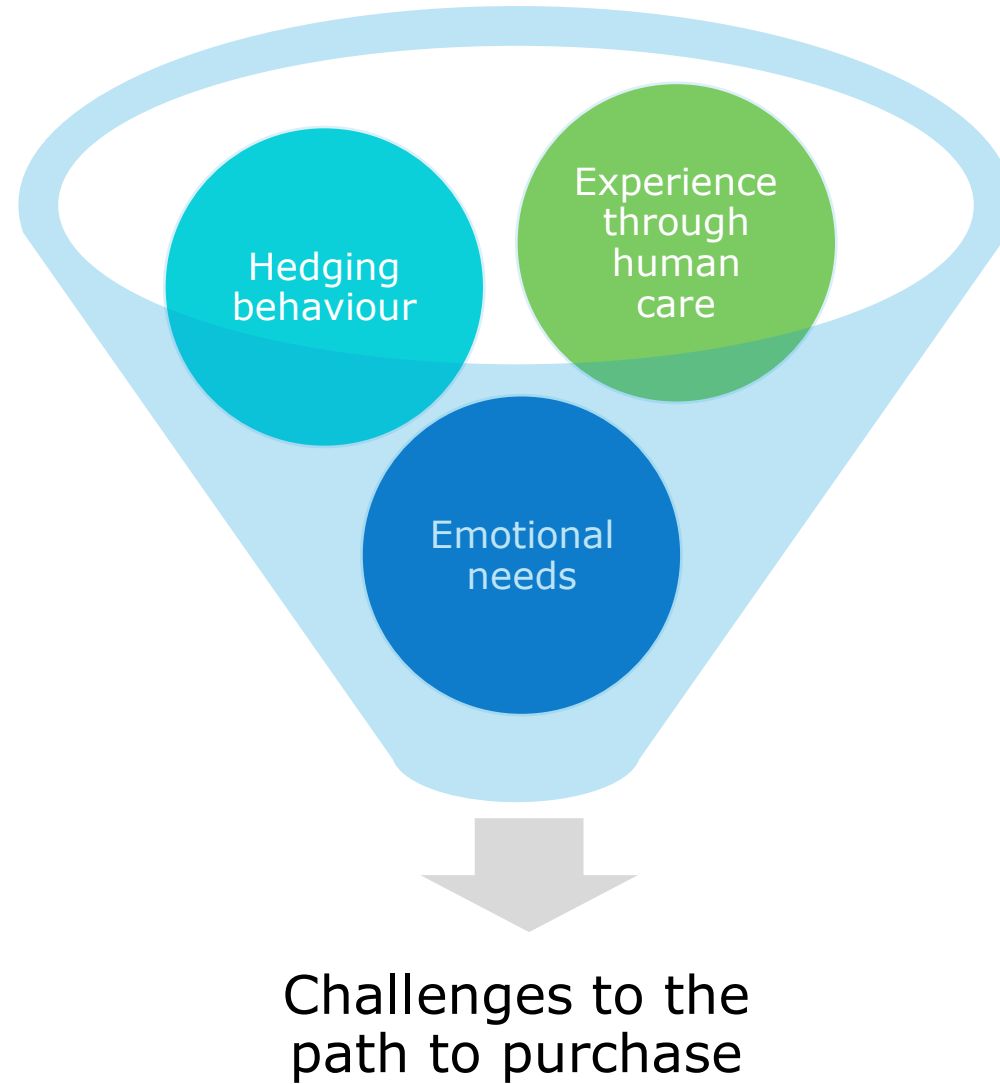 Experience
through
human
care
Hedging
behaviour
Emotional
needs
Challenges to the
path to purchase